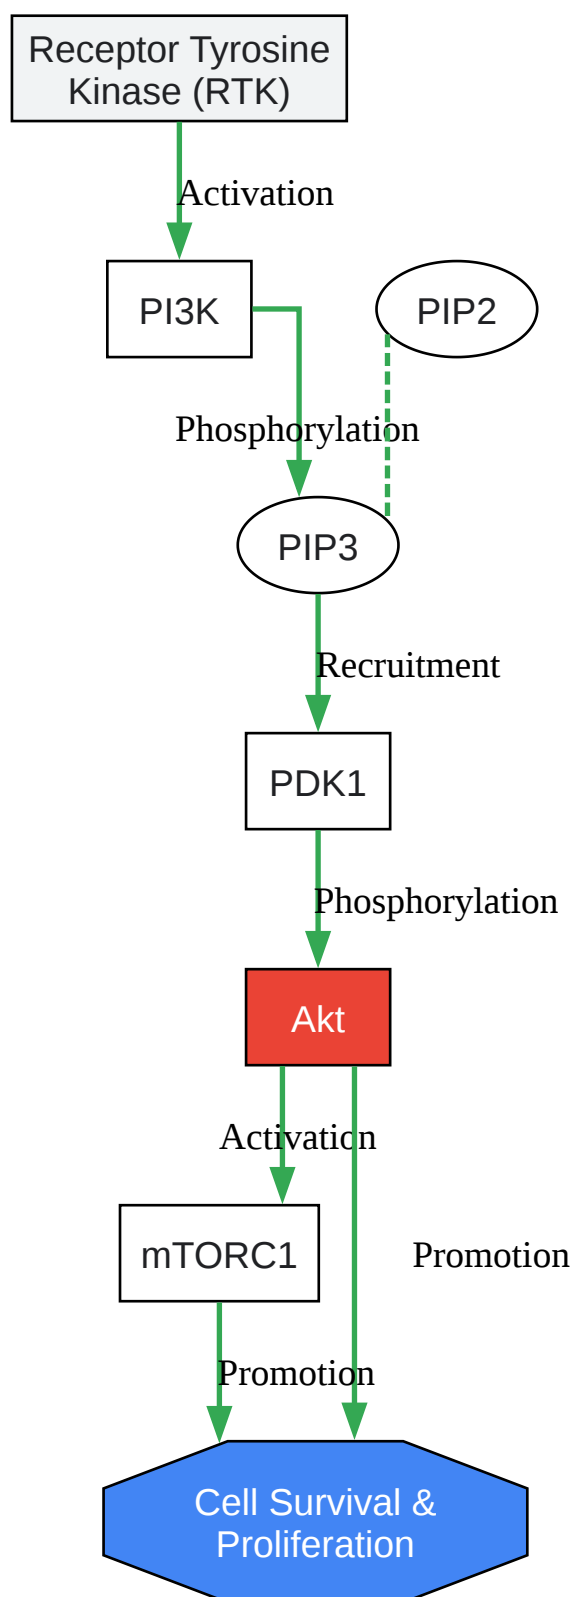 Receptor Tyrosine
Kinase (RTK)
Activation
PI3K
PIP2
Phosphorylation
PIP3
Recruitment
PDK1
Phosphorylation
Akt
Activation
mTORC1
Promotion
Promotion
Cell Survival &
Proliferation